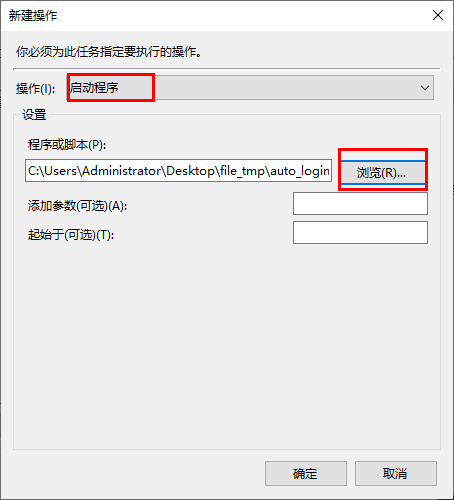 新建操作
你必须为此任务指定要执行的操作。
操作(I): 启动程序
设置
程序或脚本(P):
C:\Users\Administrator\Desktop\file_tmp\auto_login 浏览(R)...
添加参数(可选)(A):
起始于(可选)(T):
确定 取消